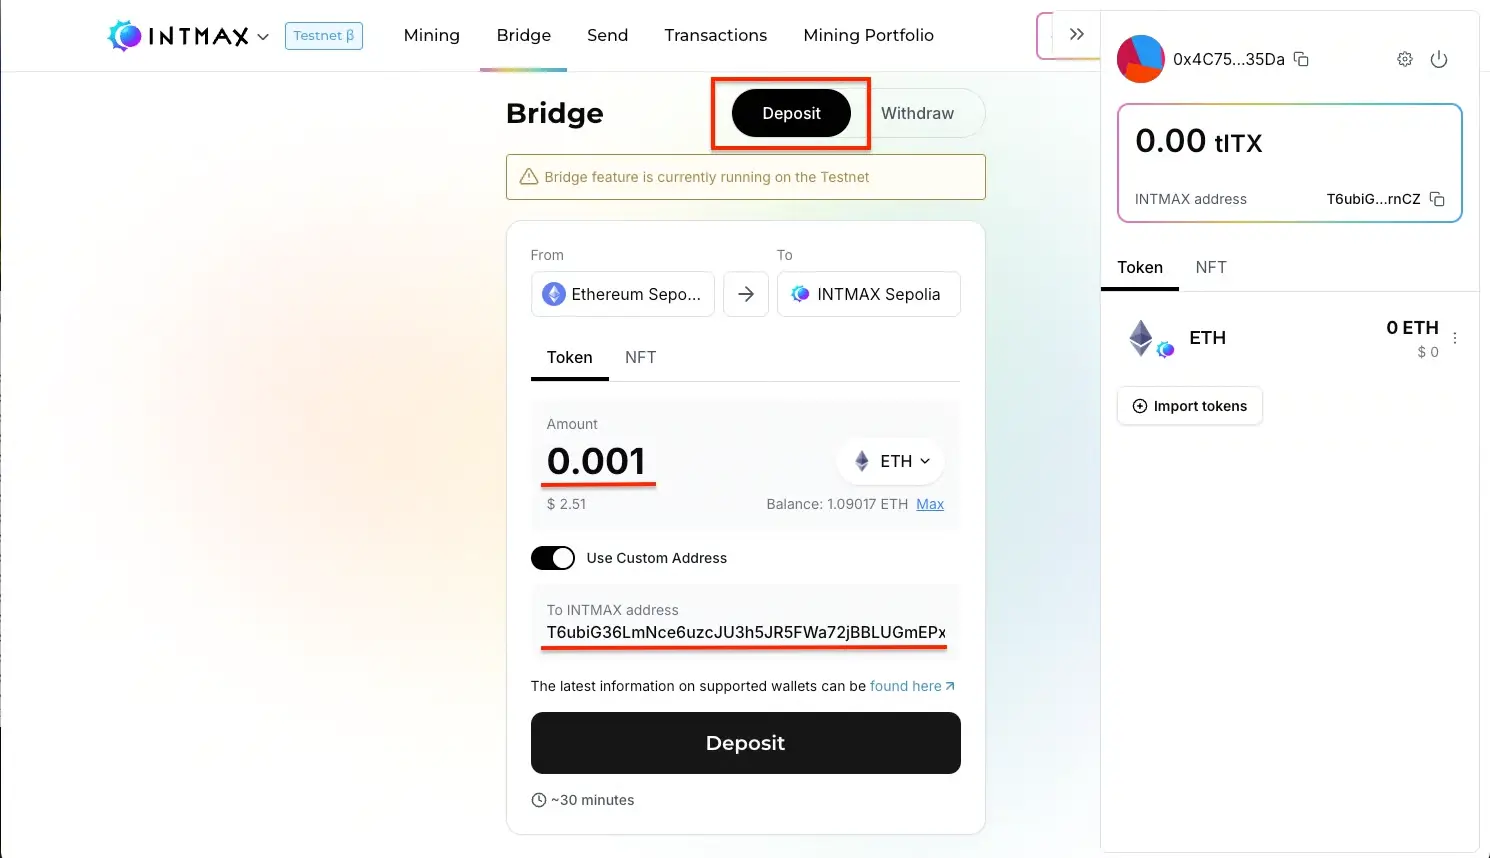 INTMAX
Testnet β
Mining
Bridge
Send
Transactions
Mining Portfolio
Bridge
Deposit
Withdraw
Bridge feature is currently running on the Testnet
From
To
Ethereum Sepo...
INTMAX Sepolia
Token
NFT
Amount
0.001
ETH
$ 2.51
Balance: 1.09017 ETH Max
Use Custom Address
To INTMAX address
T6ubiG36LmNce6uzcJU3h5JR5FWa72jBBLUGmEPx
The latest information on supported wallets can be found here
Deposit
~30 minutes
0x4C75...35Da
0.00 tITX
INTMAX address
T6ubiG...rnCZ
Token
NFT
ETH
0 ETH
$ 0
Import tokens